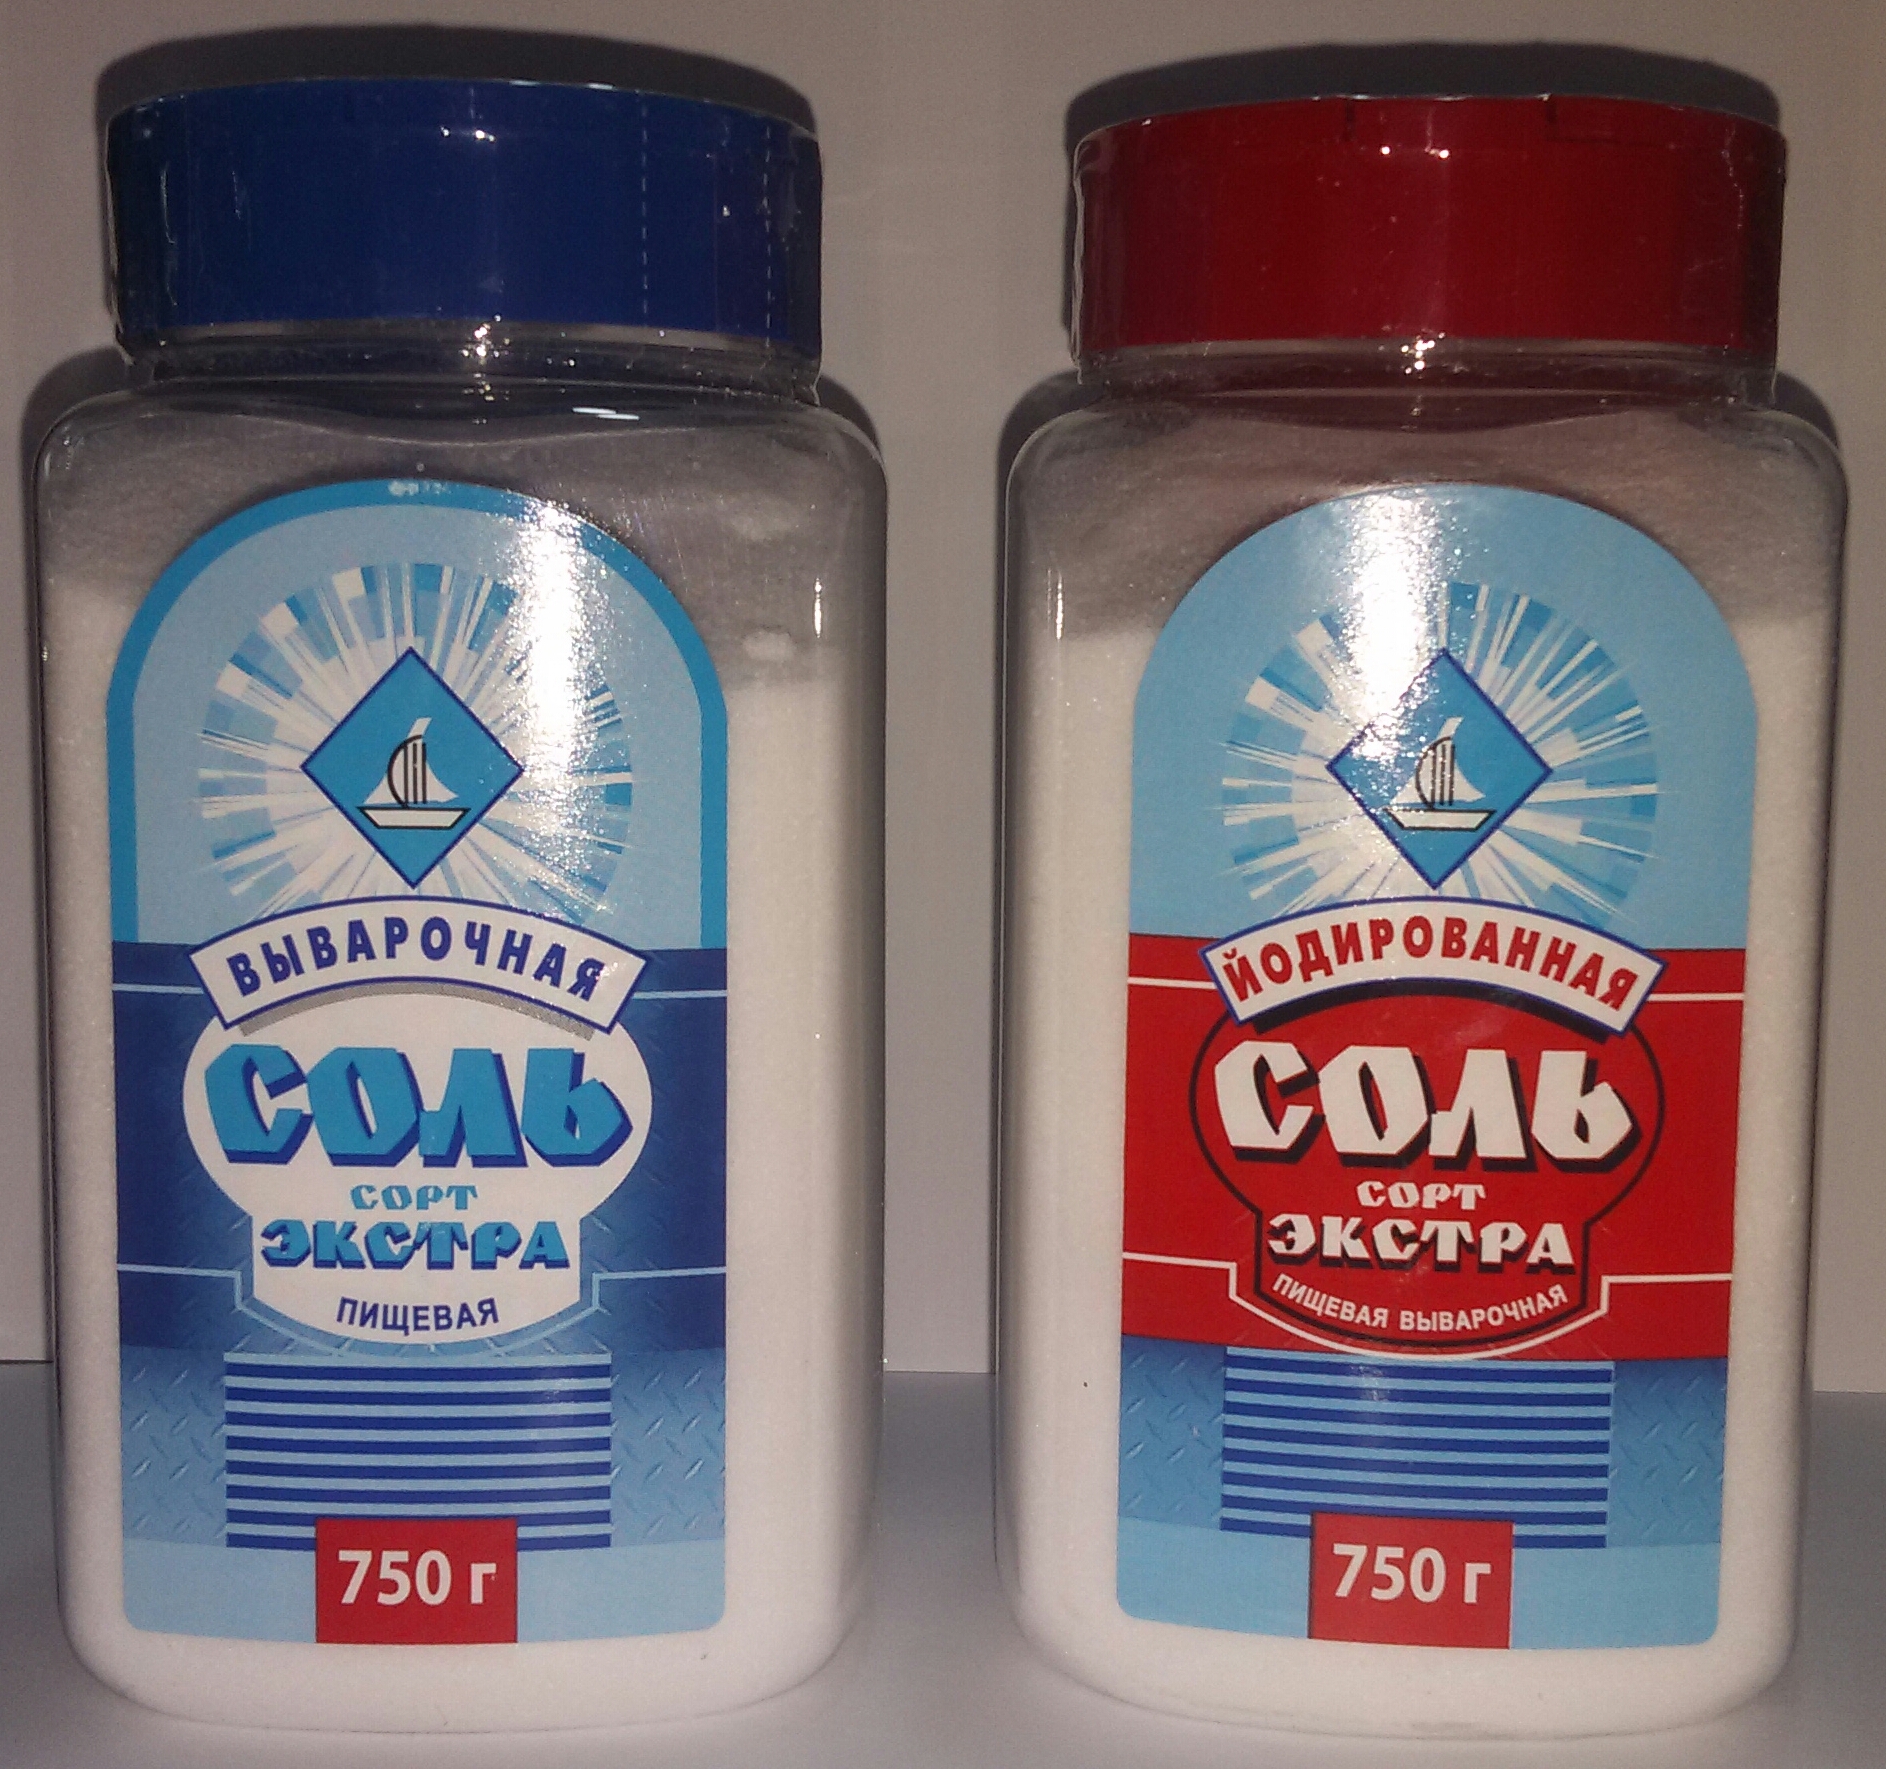 ВЫВАРОЧНАЯ
СОЛЬ
СОРТ
ЭКСТРА
ПИЩЕВАЯ
750 г
ЙОДИРОВАННАЯ
СОЛЬ
СОРТ
ЭКСТРА
ПИЩЕВАЯ ВЫВАРОЧНАЯ
750 г